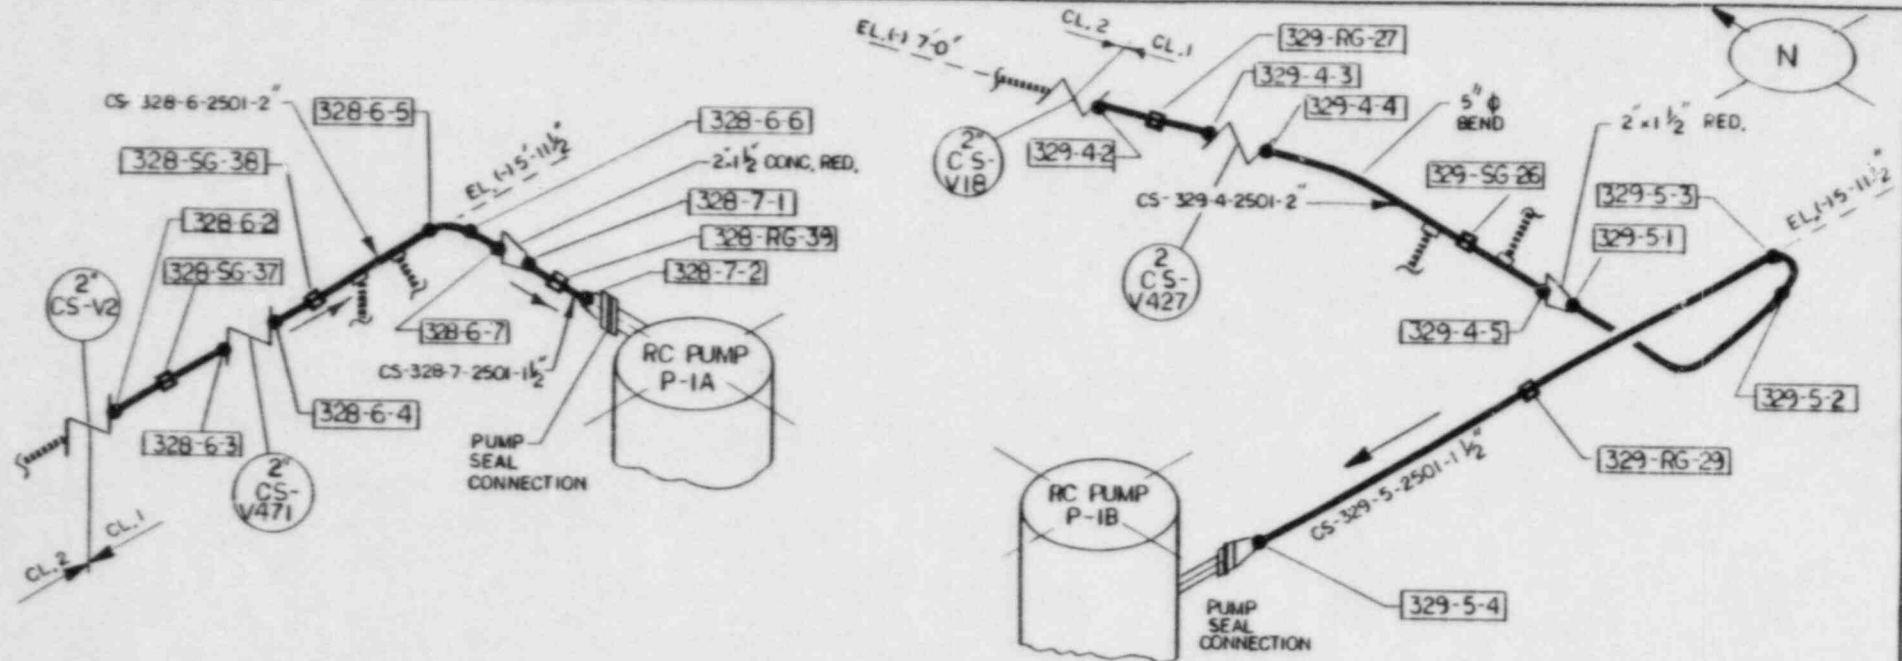 CS-328-6-2501-2"
328-6-5
328-6-6
328-SG-38
EL.(-)15'-11½"
2"x1½" CONC. RED.
328-7-1
328-6-2
328-RG-39
328-SG-37
328-7-2
2"
CS-V2
328-6-7
CS-328-7-2501-1½"
RC PUMP
P-1A
328-6-4
328-6-3
PUMP
SEAL
CONNECTION
2"
CS-
V471
CL.2
CL.1
EL.(-) 7'-0"
CL.2
CL.1
329-RG-27
329-4-3
329-4-4
5" φ
BEND
2"x1½" RED.
N
2"
CS-
V18
329-4-2
CS-329-4-2501-2"
329-SG-26
329-5-3
EL.(-)15'-11½"
329-5-1
2
CS-
V427
329-4-5
329-5-2
329-RG-29
CS-329-5-2501-1½"
RC PUMP
P-1B
329-5-4
PUMP
SEAL
CONNECTION